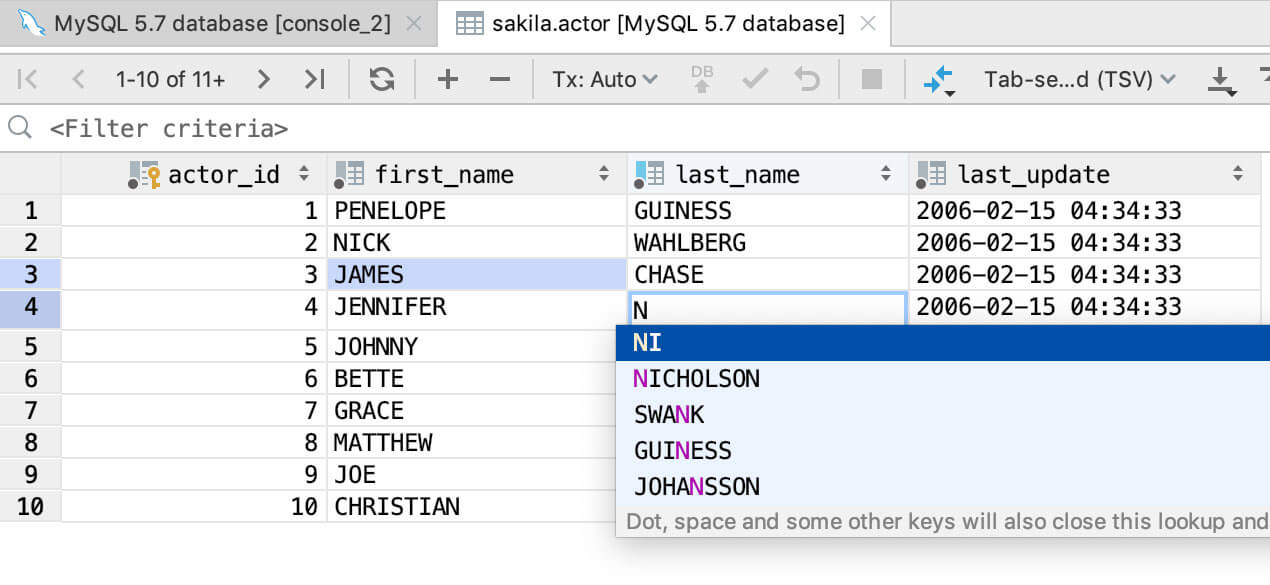 MySQL 5.7 database [console_2] sakila.actor [MySQL 5.7 database]
1-10 of 11+ Tx: Auto DB Tab-se...d (TSV)
<Filter criteria>
actor_id first_name last_name last_update
1 1 PENELOPE GUINESS 2006-02-15 04:34:33
2 2 NICK WAHLBERG 2006-02-15 04:34:33
3 3 JAMES CHASE 2006-02-15 04:34:33
4 4 JENNIFER N 2006-02-15 04:34:33
5 5 JOHNNY NI
6 6 BETTE NICHOLSON
7 7 GRACE SWANK
8 8 MATTHEW GUINESS
9 9 JOE JOHANSSON
10 10 CHRISTIAN
Dot, space and some other keys will also close this lookup and